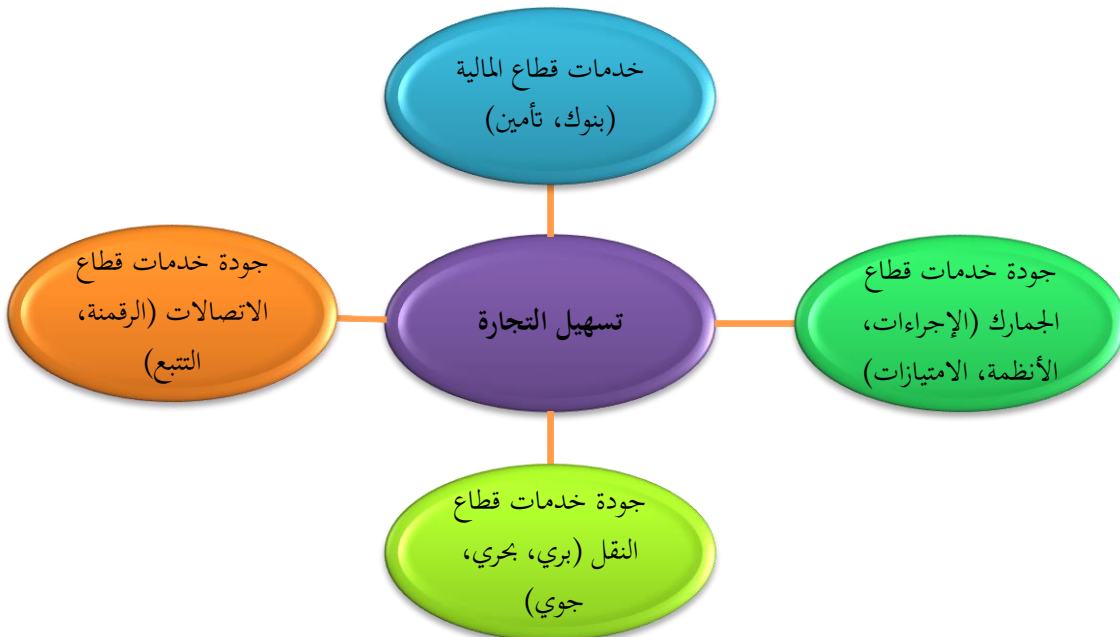 خدمات قطاع المالية
(بنوك، تأمين)
جودة خدمات قطاع
الجمارك (الإجراءات،
الأنظمة، الامتيازات)
تسهيل التجارة
جودة خدمات قطاع
الاتصالات (الرقمنة،
التتبع)
جودة خدمات قطاع
النقل (بري، بحري،
جوي)